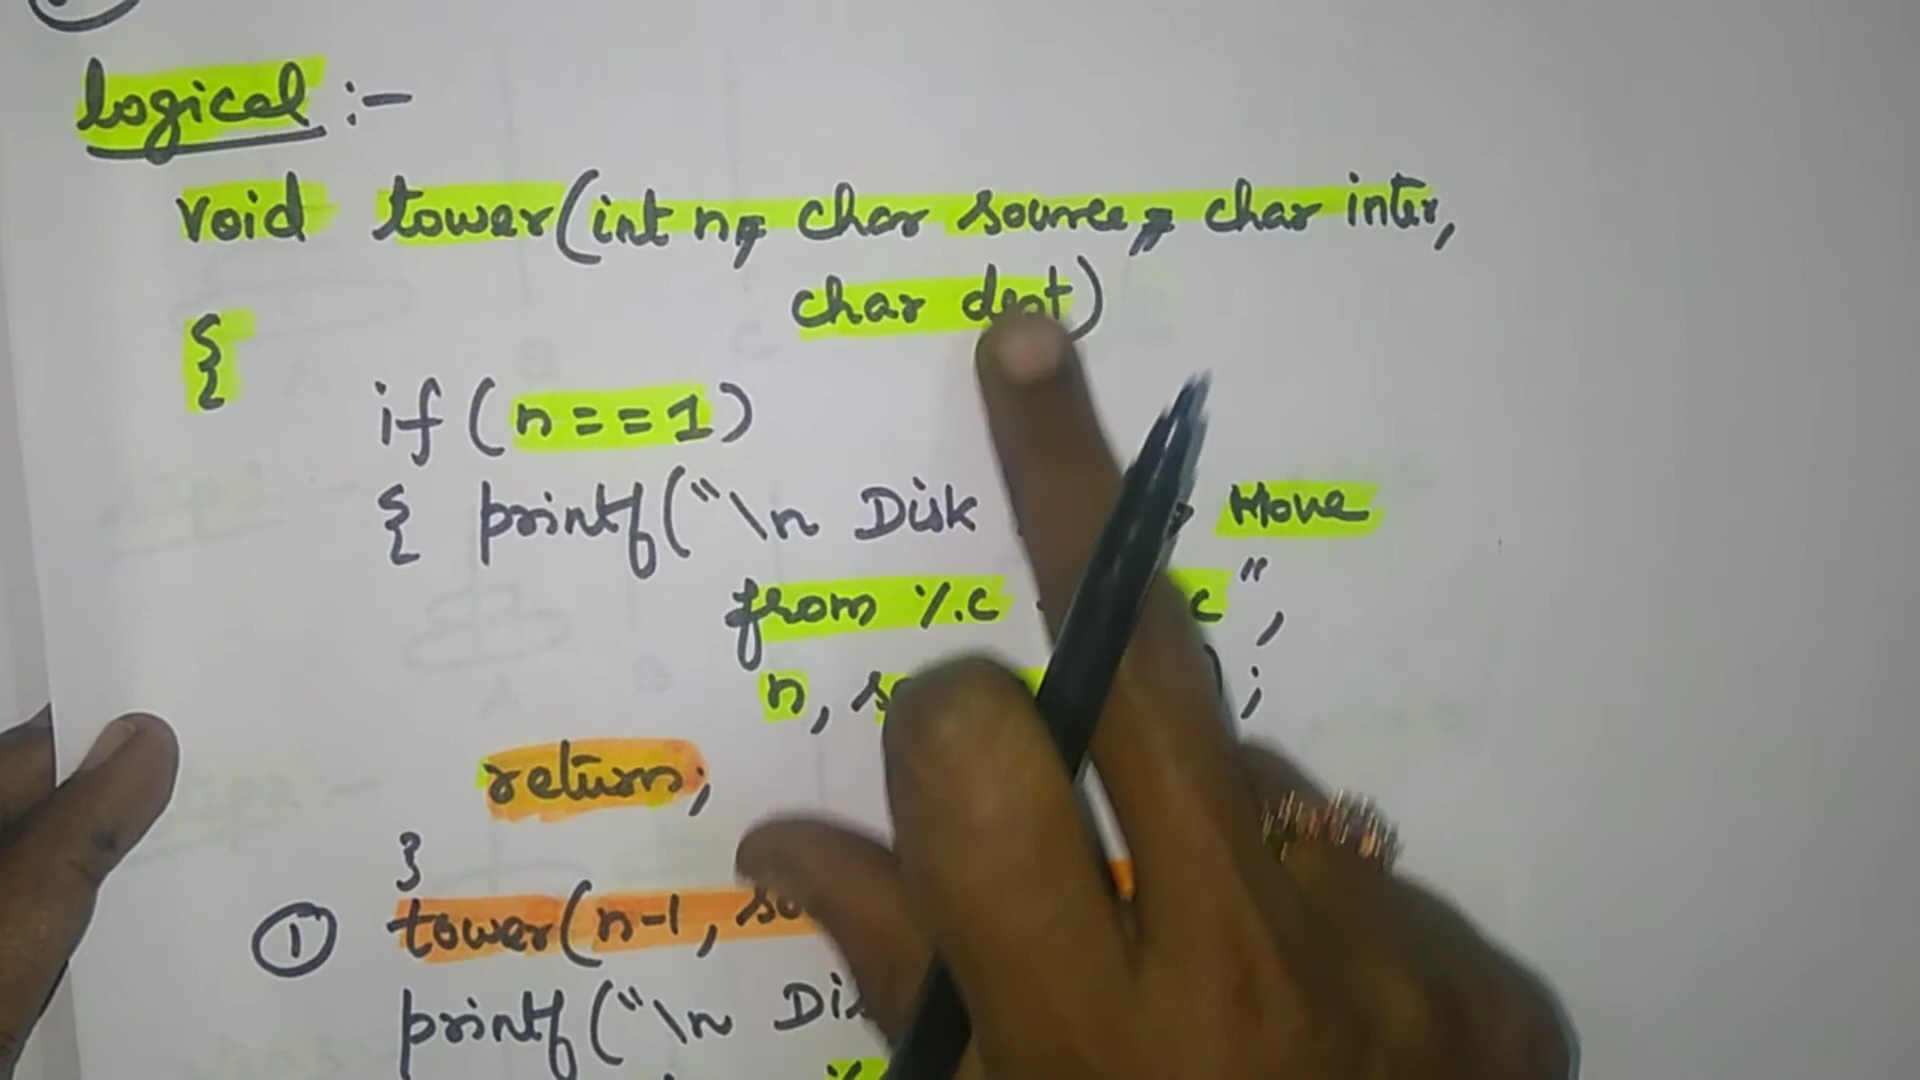 logical :-
void tower(int n, char source, char inter,
char dest)
{
if (n==1)
{ printf("\n Disk Move
from %c c",
n, ;
return;
}
① tower(n-1,
printf("\n